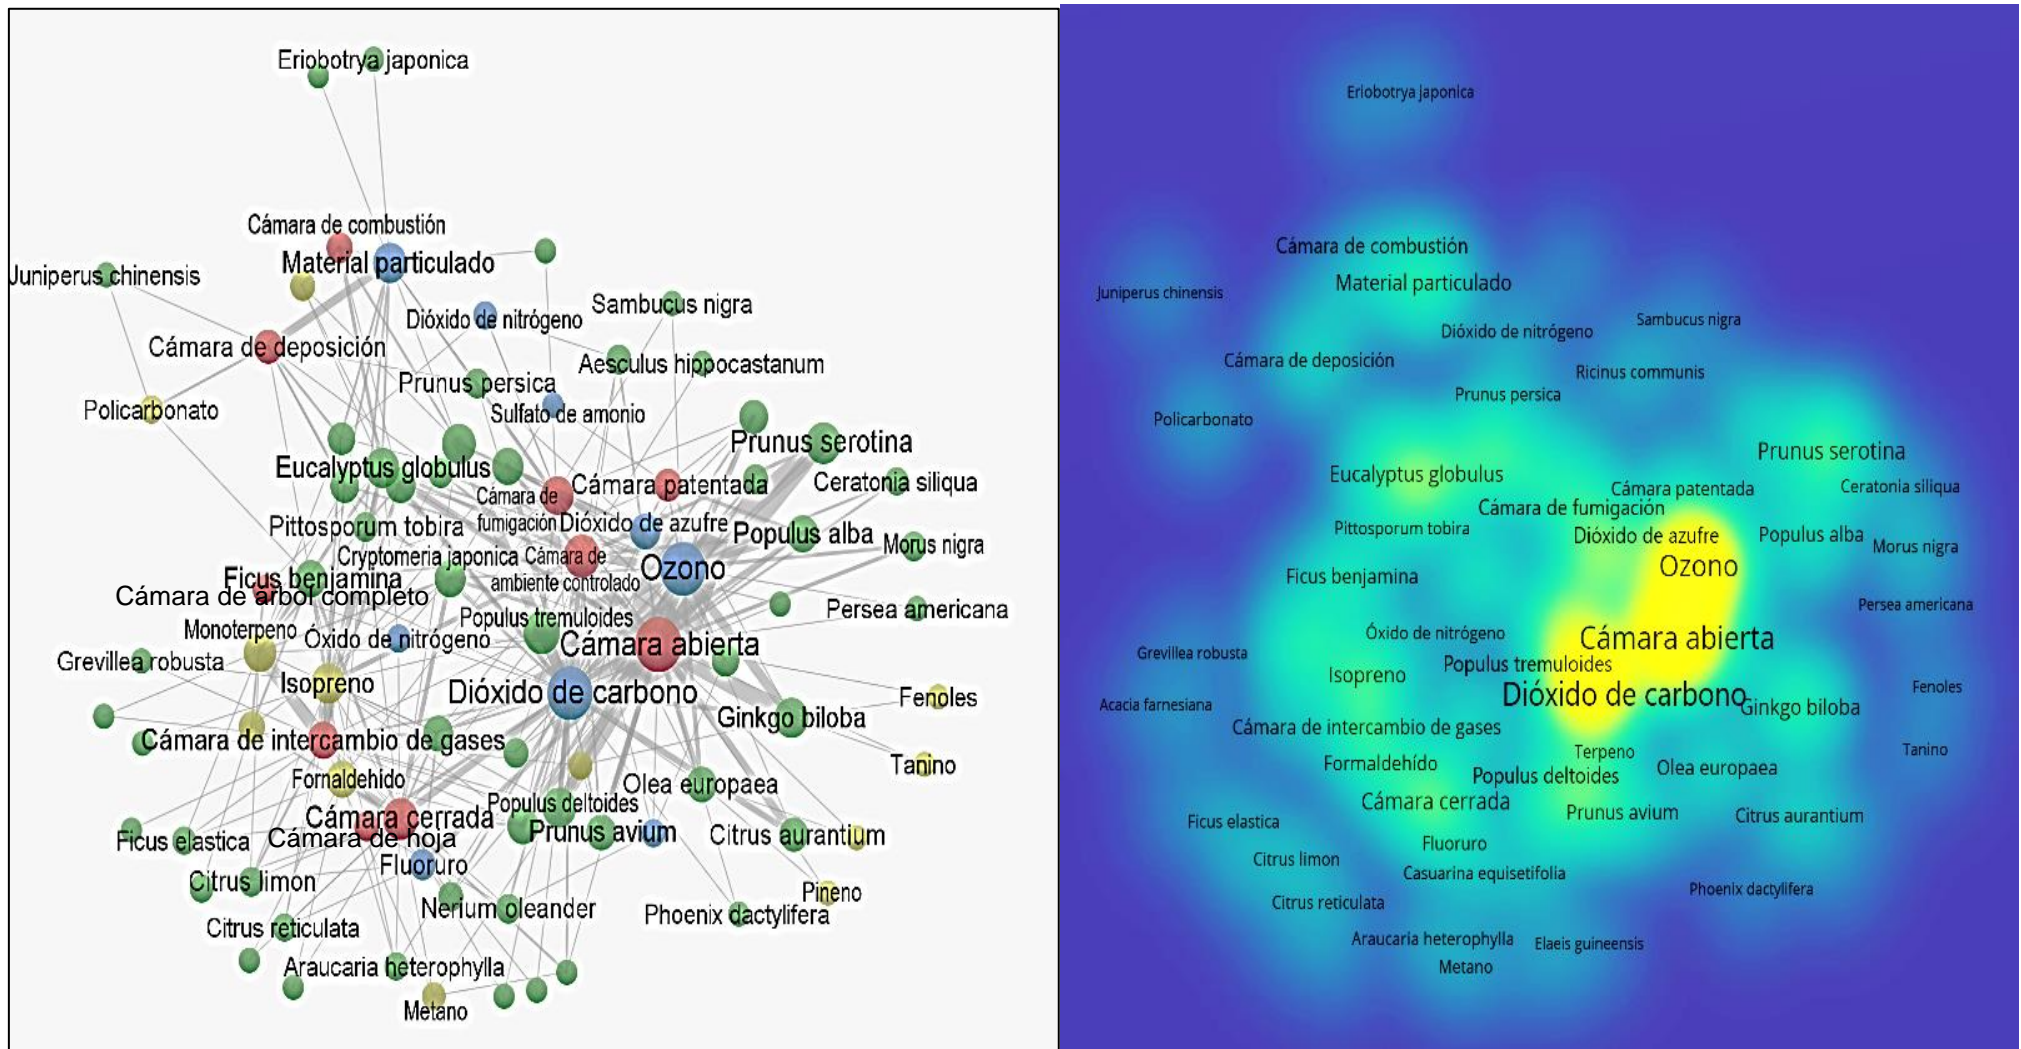 Eriobotrya japonica
Cámara de combustión
Material particulado
Juniperus chinensis
Dióxido de nitrógeno
Sambucus nigra
Cámara de deposición
Aesculus hippocastanum
Prunus persica
Policarbonato
Sulfato de amonio
Prunus serotina
Eucalyptus globulus
Cámara de
fumigación
Cámara patentada
Ceratonia siliqua
Pittosporum tobira
Dióxido de azufre
Populus alba
Morus nigra
Cryptomeria japonica
Cámara de
ambiente controlado
Ozono
Ficus benjamina
Cámara de árbol completo
Populus tremuloides
Persea americana
Monoterpeno
Óxido de nitrógeno
Cámara abierta
Grevillea robusta
Isopreno
Dióxido de carbono
Fenoles
Ginkgo biloba
Cámara de intercambio de gases
Tanino
Fornaldehido
Olea europaea
Populus deltoides
Cámara cerrada
Prunus avium
Citrus aurantium
Ficus elastica
Cámara de hoja
Fluoruro
Citrus limon
Pineno
Nerium oleander
Phoenix dactylifera
Citrus reticulata
Araucaria heterophylla
Metano
Eriobotrya japonica
Cámara de combustión
Material particulado
Juniperus chinensis
Dióxido de nitrógeno
Sambucus nigra
Cámara de deposición
Ricinus communis
Prunus persica
Policarbonato
Prunus serotina
Eucalyptus globulus
Cámara patentada
Ceratonia siliqua
Cámara de fumigación
Pittosporum tobira
Dióxido de azufre
Populus alba
Morus nigra
Ozono
Ficus benjamina
Persea americana
Óxido de nitrógeno
Cámara abierta
Grevillea robusta
Populus tremuloides
Isopreno
Dióxido de carbono
Fenoles
Acacia farnesiana
Ginkgo biloba
Cámara de intercambio de gases
Terpeno
Tanino
Formaldehído
Populus deltoides
Olea europaea
Cámara cerrada
Prunus avium
Citrus aurantium
Ficus elastica
Fluoruro
Citrus limon
Casuarina equisetifolia
Phoenix dactylifera
Citrus reticulata
Araucaria heterophylla
Elaeis guineensis
Metano